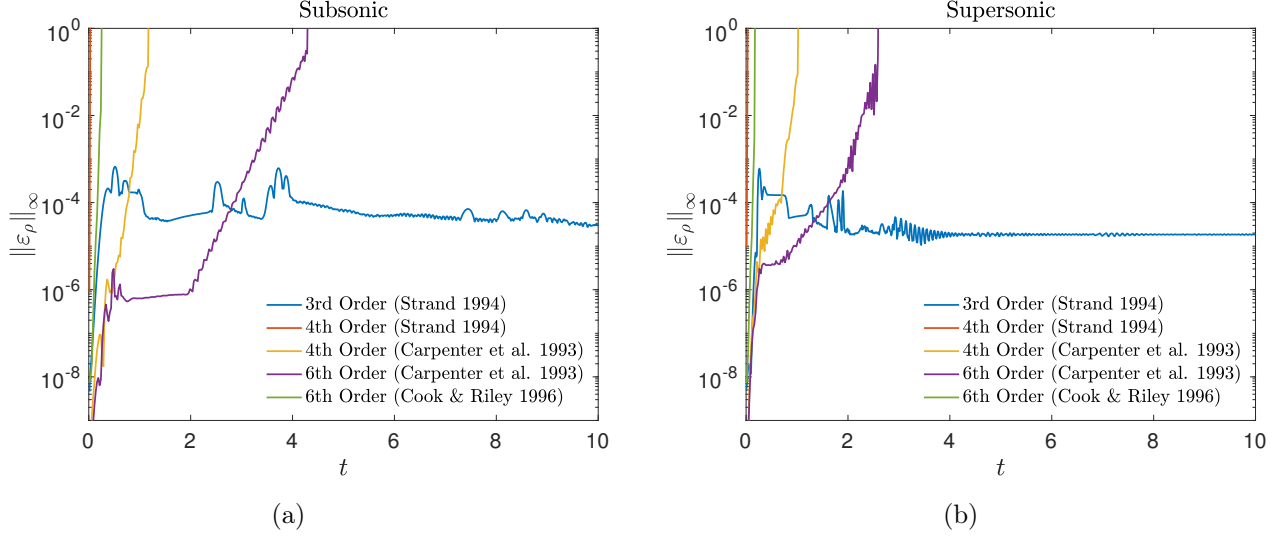 Subsonic
10^0
10^-2
10^-4
10^-6
10^-8
‖ε_ρ‖_∞
3rd Order (Strand 1994)
4th Order (Strand 1994)
4th Order (Carpenter et al. 1993)
6th Order (Carpenter et al. 1993)
6th Order (Cook & Riley 1996)
0 2 4 6 8 10
t
(a)
Supersonic
10^0
10^-2
10^-4
10^-6
10^-8
‖ε_ρ‖_∞
3rd Order (Strand 1994)
4th Order (Strand 1994)
4th Order (Carpenter et al. 1993)
6th Order (Carpenter et al. 1993)
6th Order (Cook & Riley 1996)
0 2 4 6 8 10
t
(b)